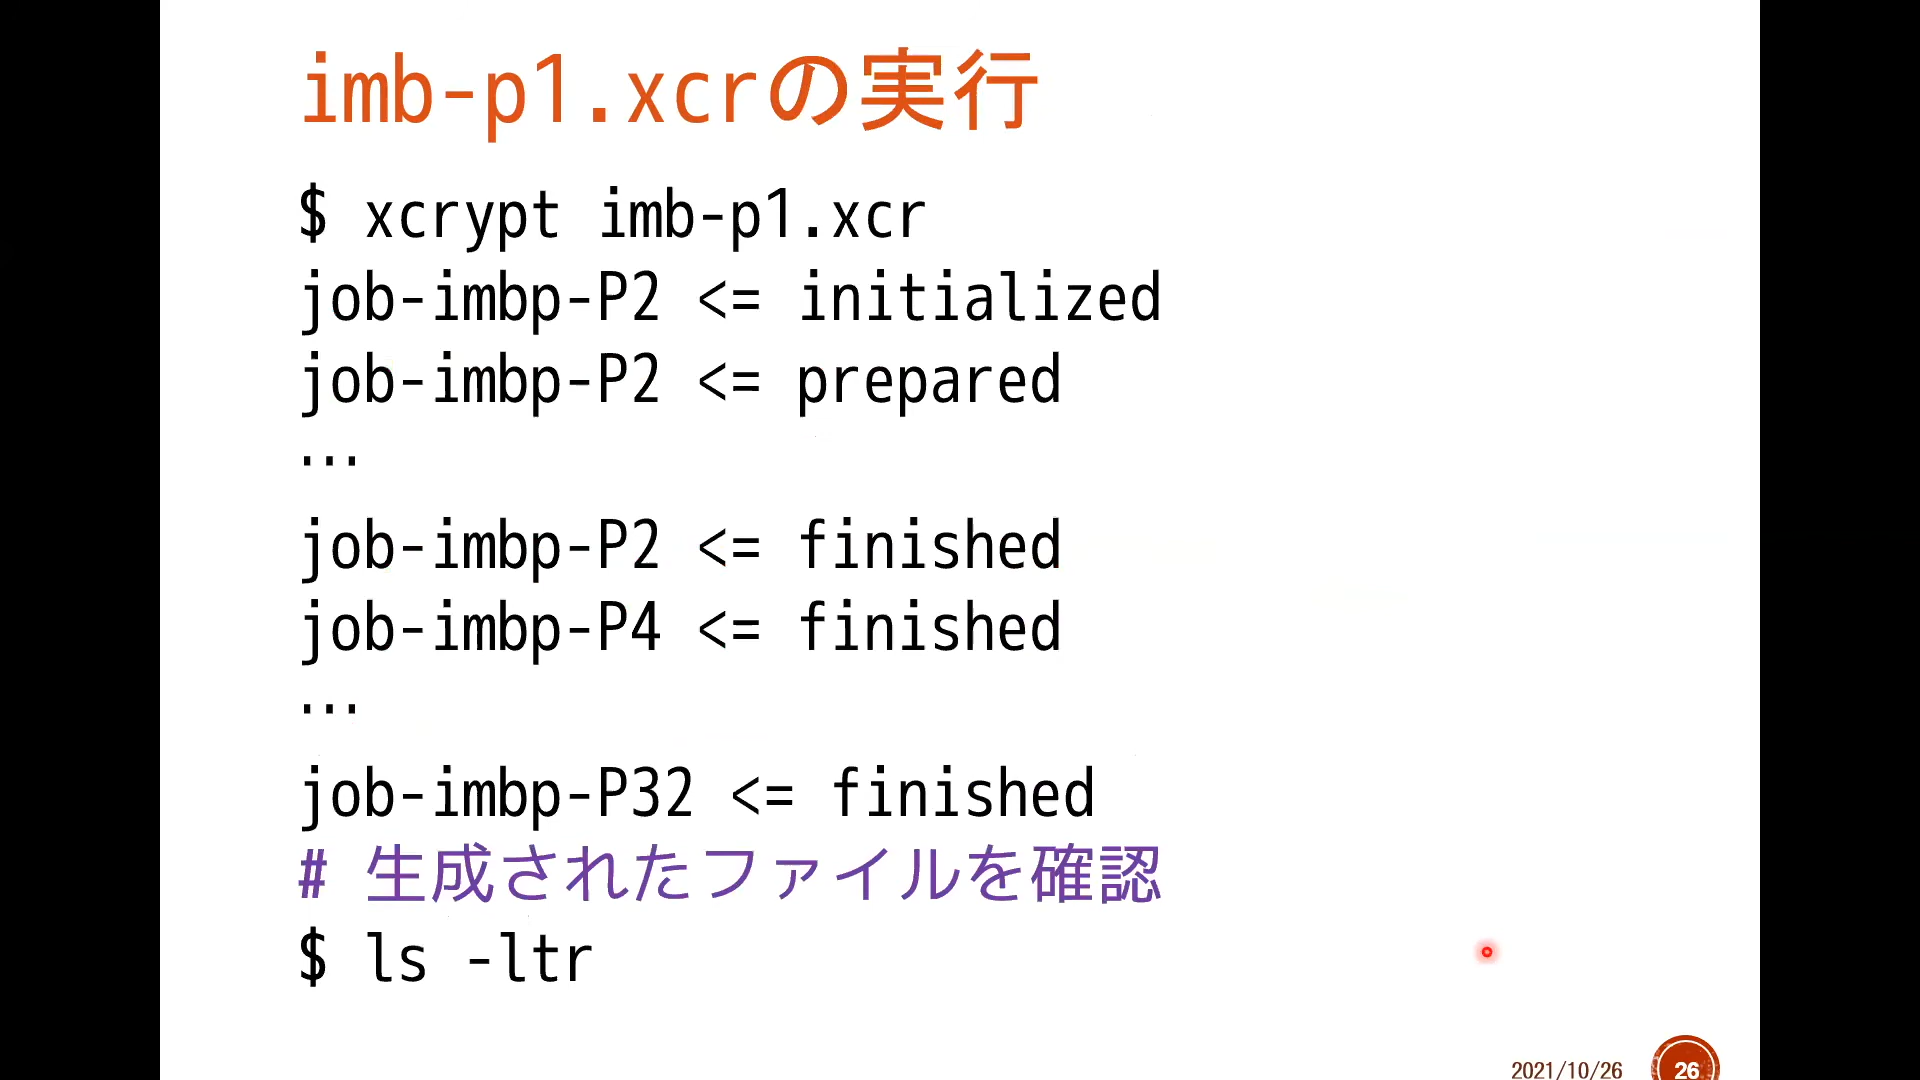 imb-p1.xcrの実行
$ xcrypt imb-p1.xcr
job-imbp-P2 <= initialized
job-imbp-P2 <= prepared
…
job-imbp-P2 <= finished
job-imbp-P4 <= finished
…
job-imbp-P32 <= finished
# 生成されたファイルを確認
$ ls -ltr
2021/10/26
26